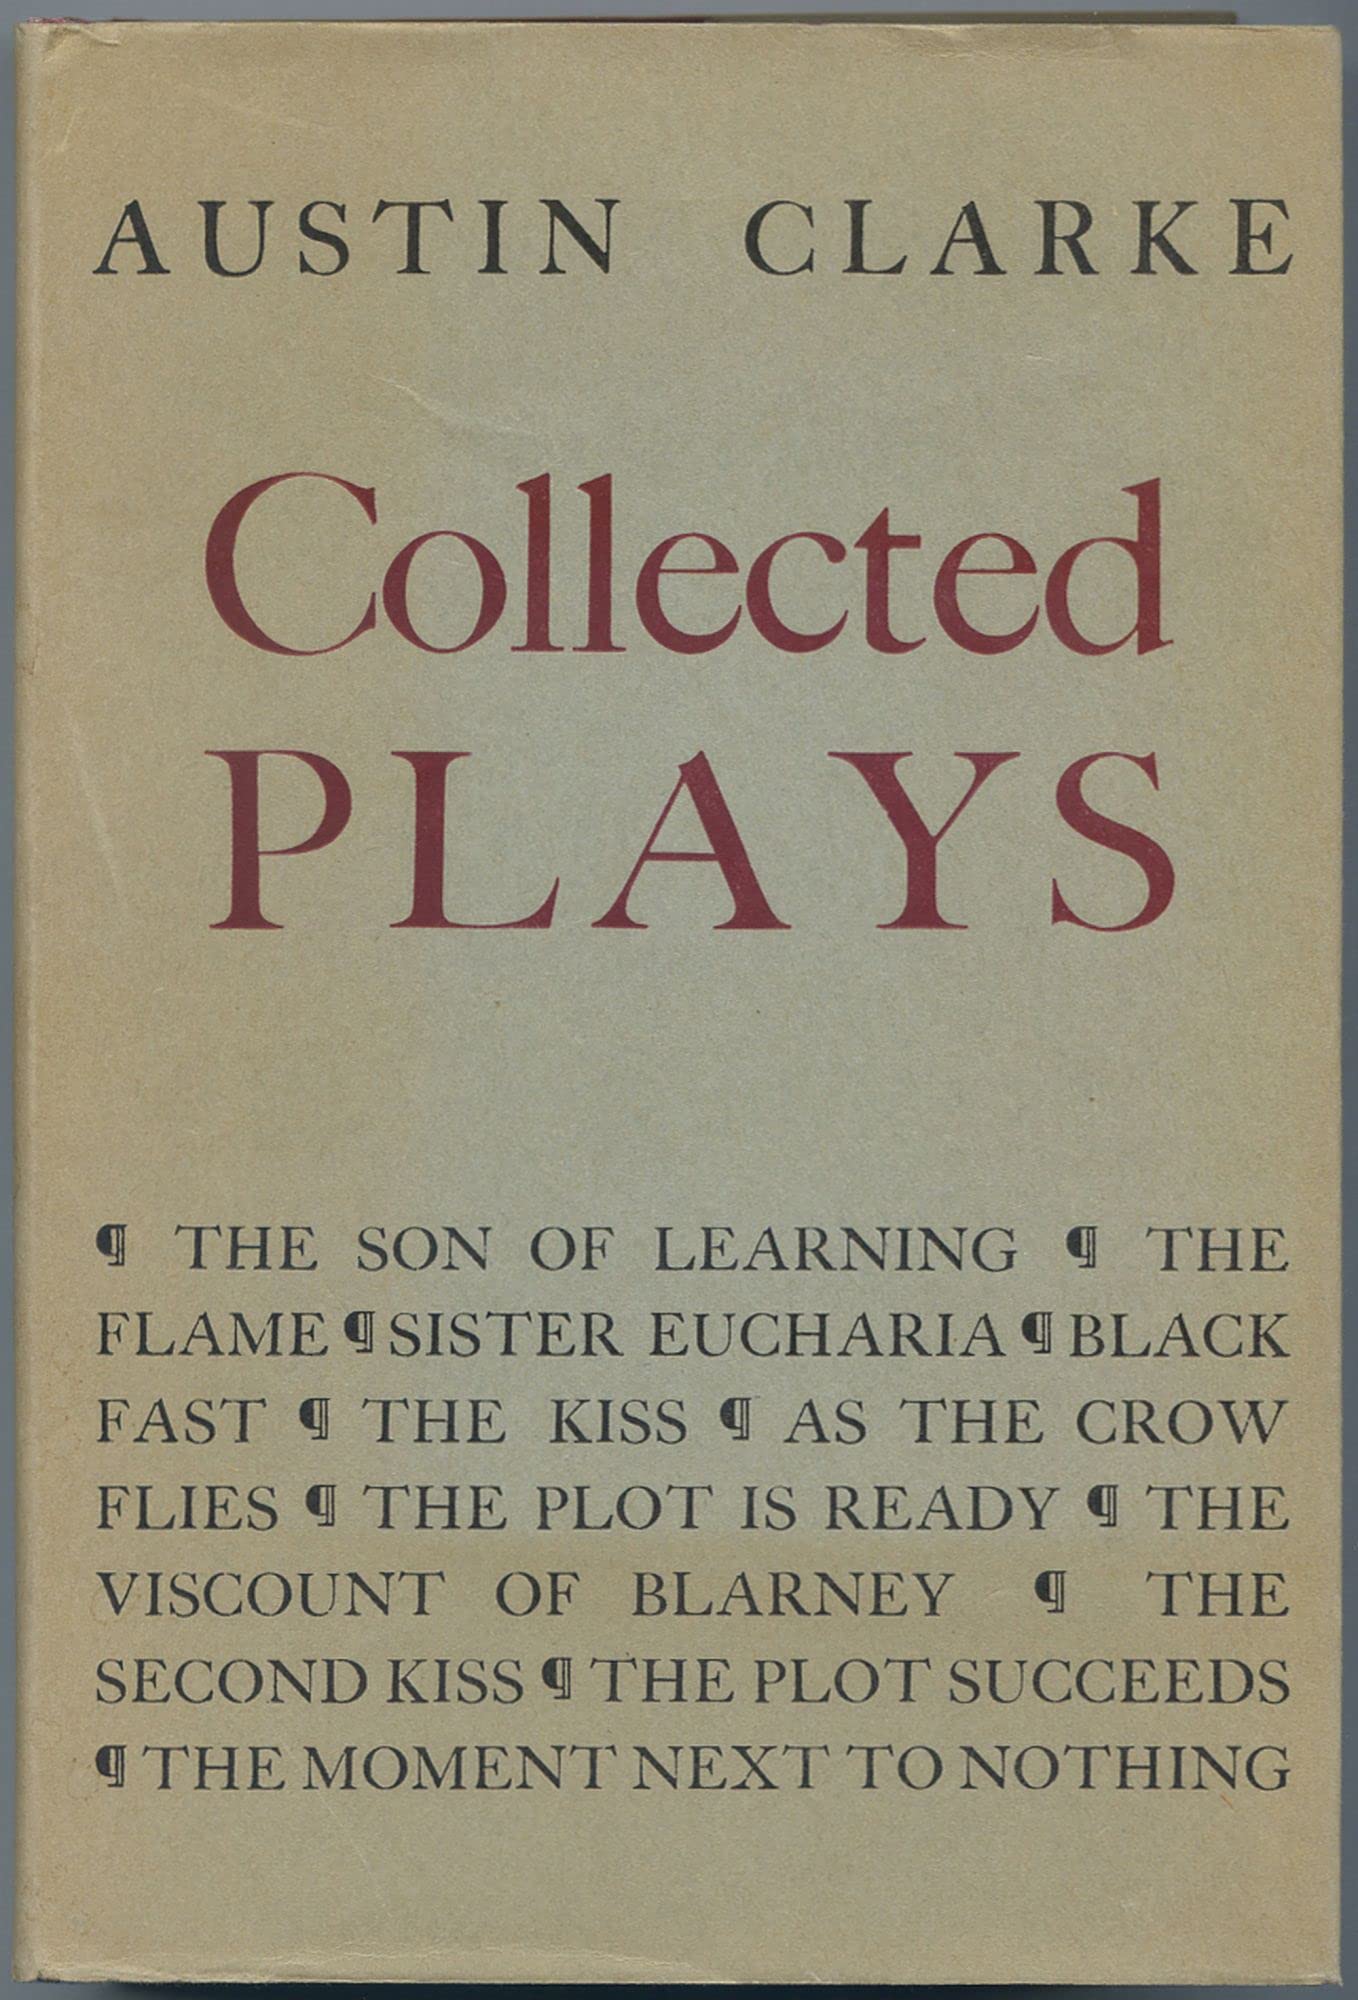 AUSTIN CLARKE
Collected
PLAYS
¶ THE SON OF LEARNING ¶ THE
FLAME ¶ SISTER EUCHARIA ¶ BLACK
FAST ¶ THE KISS ¶ AS THE CROW
FLIES ¶ THE PLOT IS READY ¶ THE
VISCOUNT OF BLARNEY ¶ THE
SECOND KISS ¶ THE PLOT SUCCEEDS
¶ THE MOMENT NEXT TO NOTHING